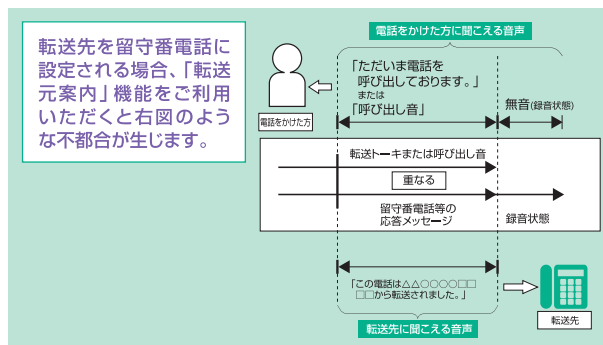 転送先を留守番電話に
設定される場合、「転送
元案内」機能をご利用
いただくと右図のよう
な不都合が生じます。
電話をかけた方に聞こえる音声
電話をかけた方
「ただいま電話を
呼び出しております。」
または
「呼び出し音」
無音(録音状態)
転送トーキまたは呼び出し音
重なる
留守番電話等の
応答メッセージ
録音状態
「この電話は△△○○○○□□
□□から転送されました。」
転送先
転送先に聞こえる音声